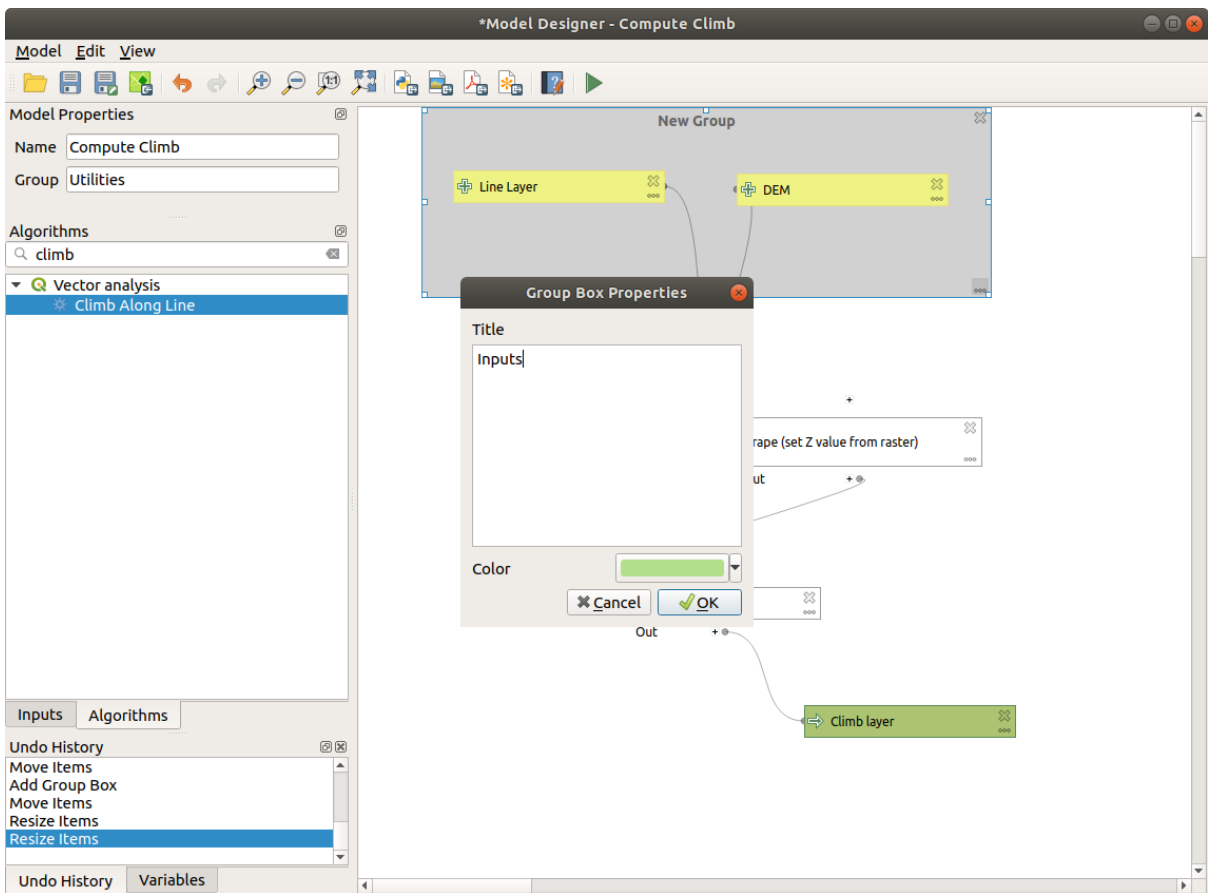 *Model Designer - Compute Climb
Model Edit View
Model Properties
Name Compute Climb
Group Utilities
Algorithms
climb
Vector analysis
Climb Along Line
Inputs Algorithms
Undo History
Move Items
Add Group Box
Move Items
Resize Items
Resize Items
Undo History Variables
New Group
Line Layer
DEM
Group Box Properties
Title
Inputs
Color
Cancel OK
rape (set Z value from raster)
ut +
Out +
Climb layer